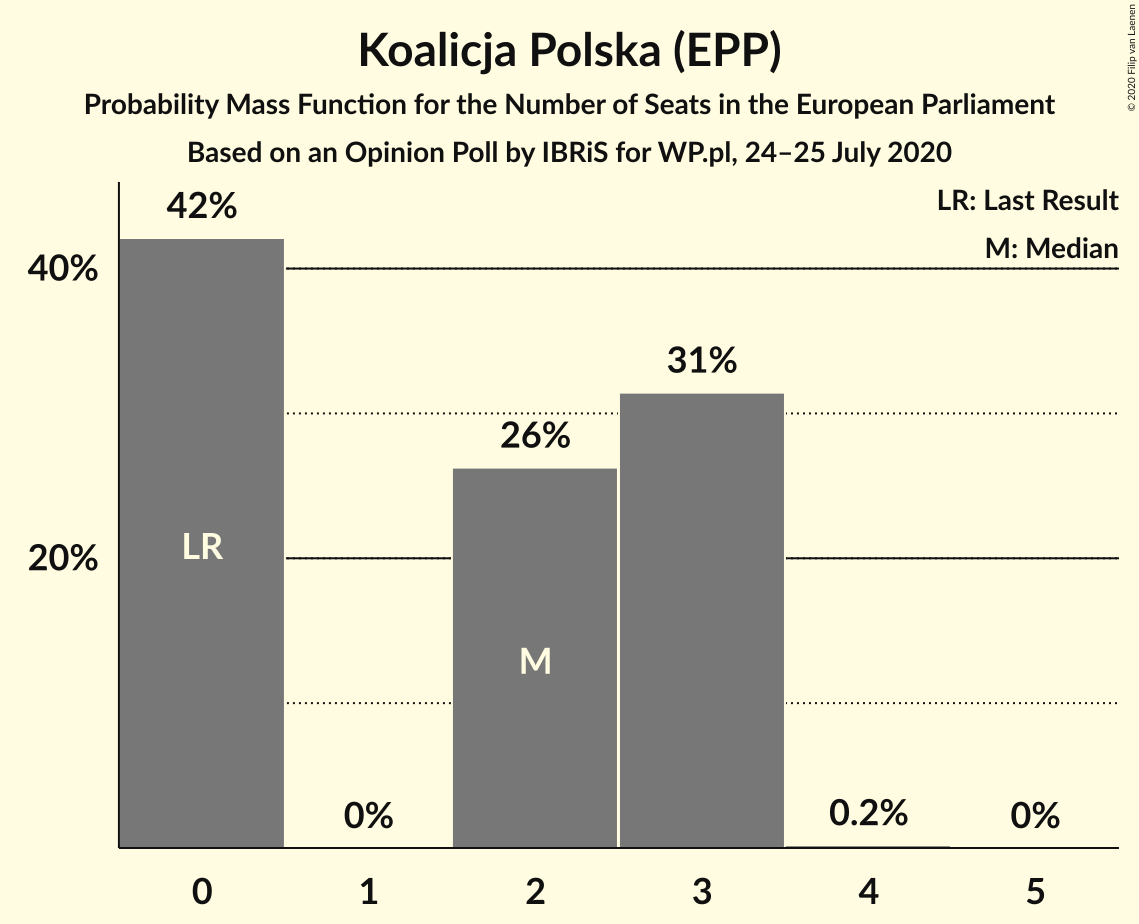 Koalicja Polska (EPP)
Probability Mass Function for the Number of Seats in the European Parliament
Based on an Opinion Poll by IBRiS for WP.pl, 24–25 July 2020
© 2020 Filip van Laenen
LR: Last Result
M: Median
42%
40%
31%
26%
LR
20%
M
0%
0.2%
0%
0 1 2 3 4 5